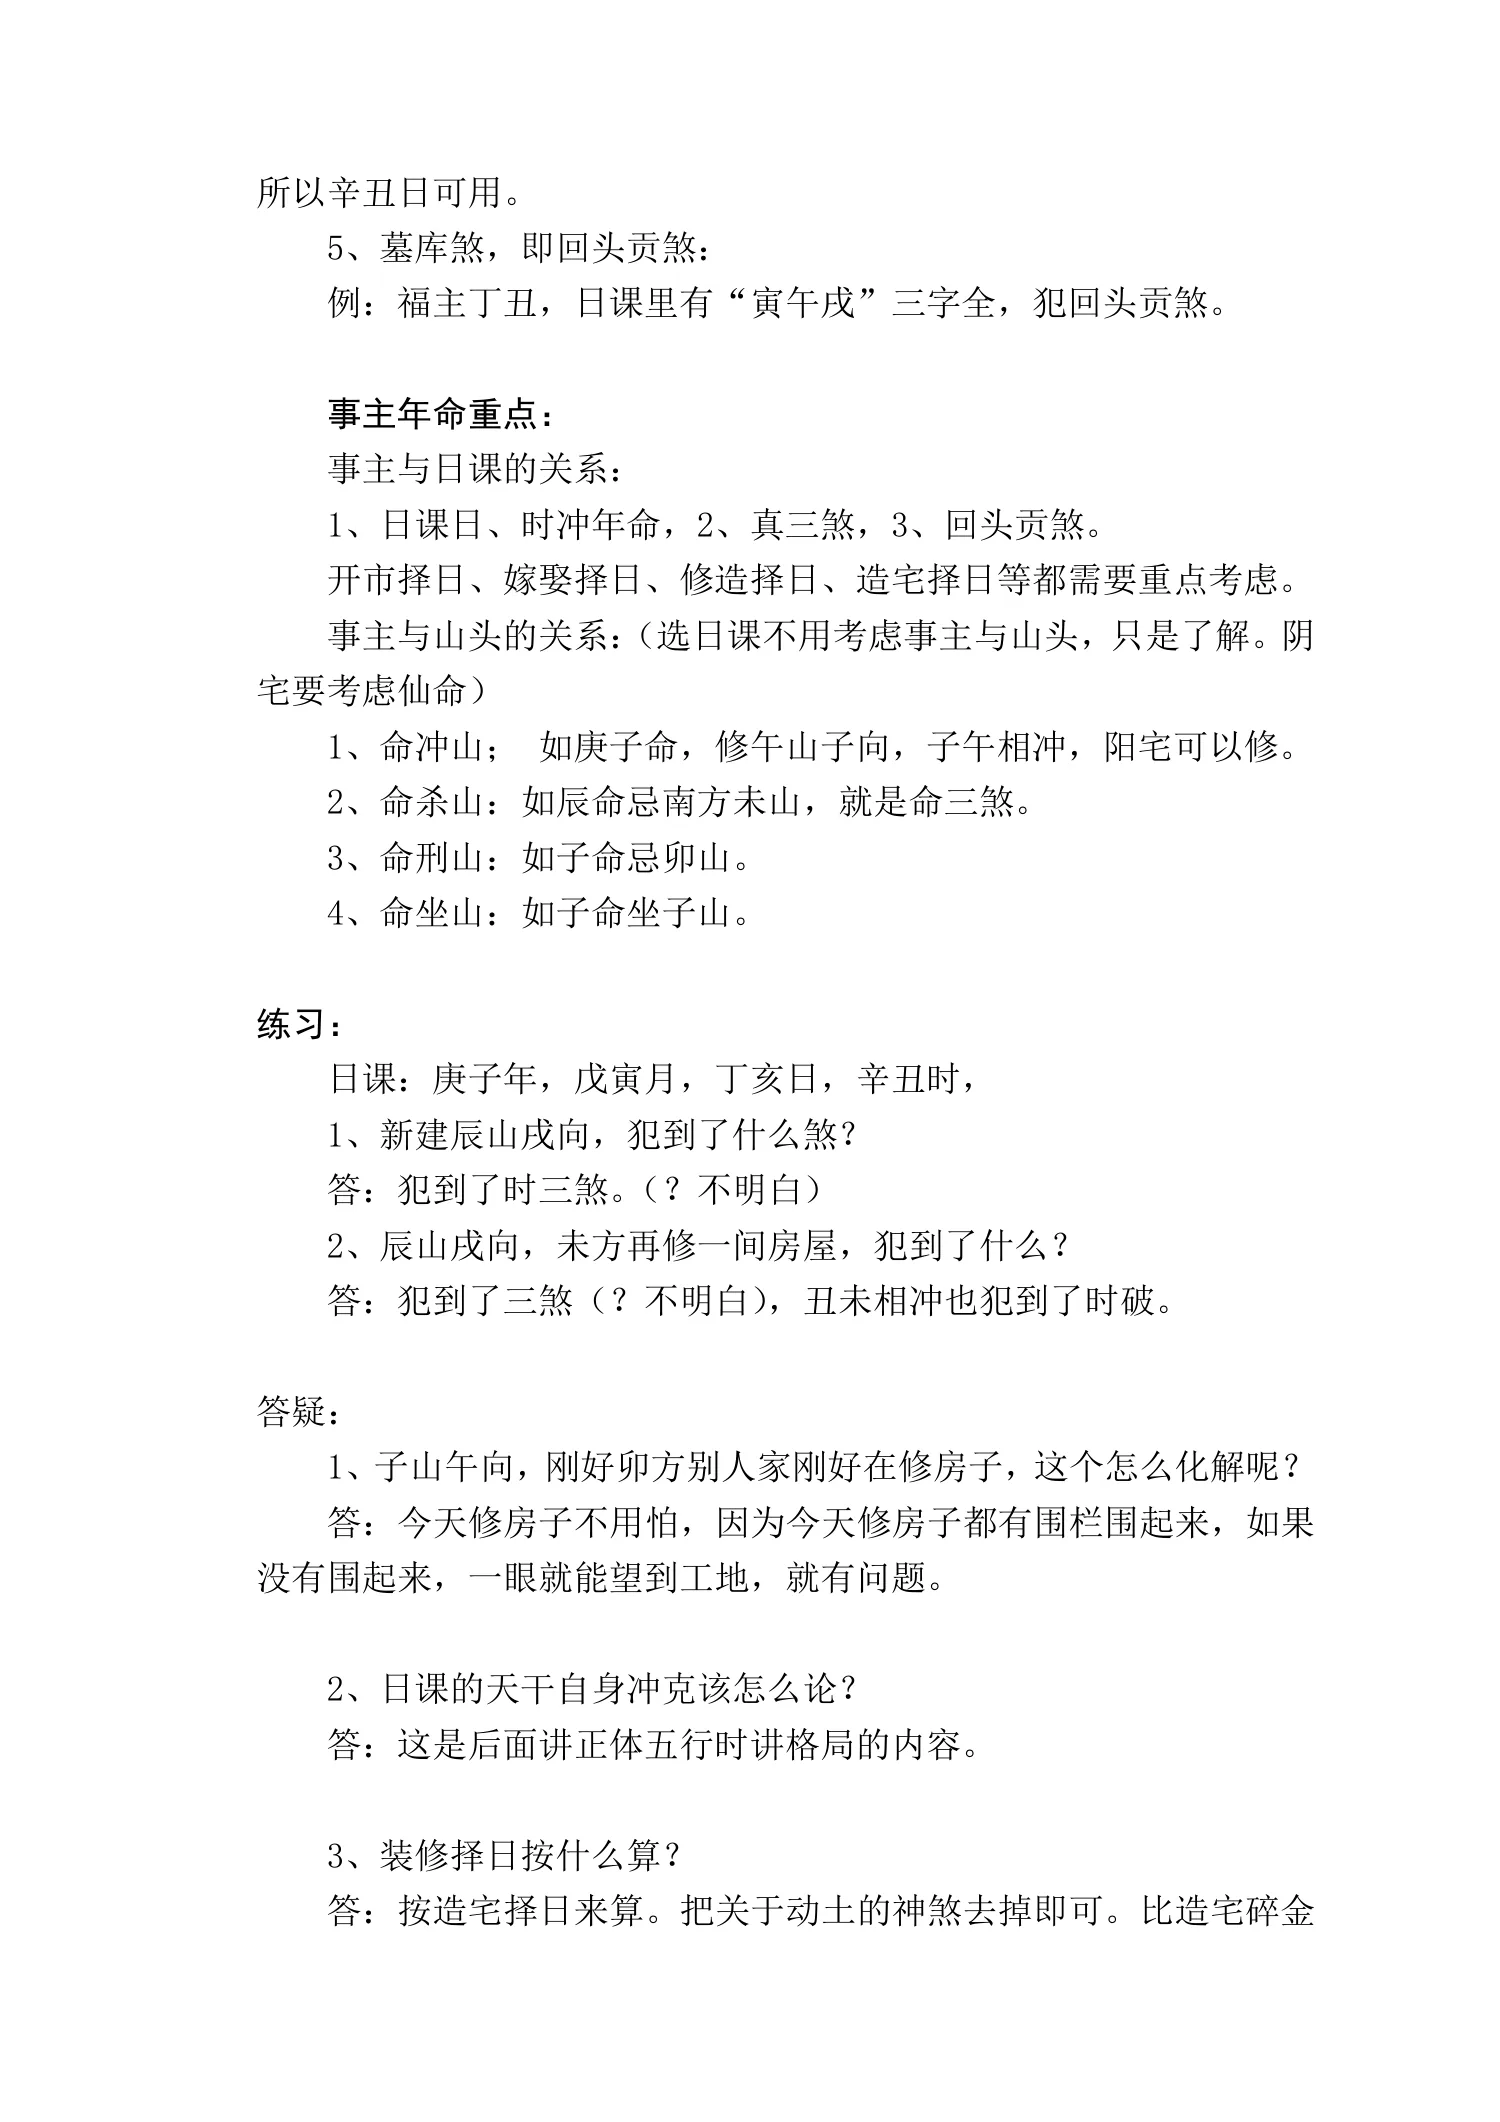 所以辛丑日可用。
5、墓库煞，即回头贡煞：
例：福主丁丑，日课里有“寅午戌”三字全，犯回头贡煞。
事主年命重点：
事主与日课的关系：
1、日课日、时冲年命，2、真三煞，3、回头贡煞。
开市择日、嫁娶择日、修造择日、造宅择日等都需要重点考虑。
事主与山头的关系：（选日课不用考虑事主与山头，只是了解。阴
宅要考虑仙命）
1、命冲山； 如庚子命，修午山子向，子午相冲，阳宅可以修。
2、命杀山：如辰命忌南方未山，就是命三煞。
3、命刑山：如子命忌卯山。
4、命坐山：如子命坐子山。
练习：
日课：庚子年，戊寅月，丁亥日，辛丑时，
1、新建辰山戌向，犯到了什么煞？
答：犯到了时三煞。（？不明白）
2、辰山戌向，未方再修一间房屋，犯到了什么？
答：犯到了三煞（？不明白），丑未相冲也犯到了时破。
答疑：
1、子山午向，刚好卯方别人家刚好在修房子，这个怎么化解呢？
答：今天修房子不用怕，因为今天修房子都有围栏围起来，如果
没有围起来，一眼就能望到工地，就有问题。
2、日课的天干自身冲克该怎么论？
答：这是后面讲正体五行时讲格局的内容。
3、装修择日按什么算？
答：按造宅择日来算。把关于动土的神煞去掉即可。比造宅碎金